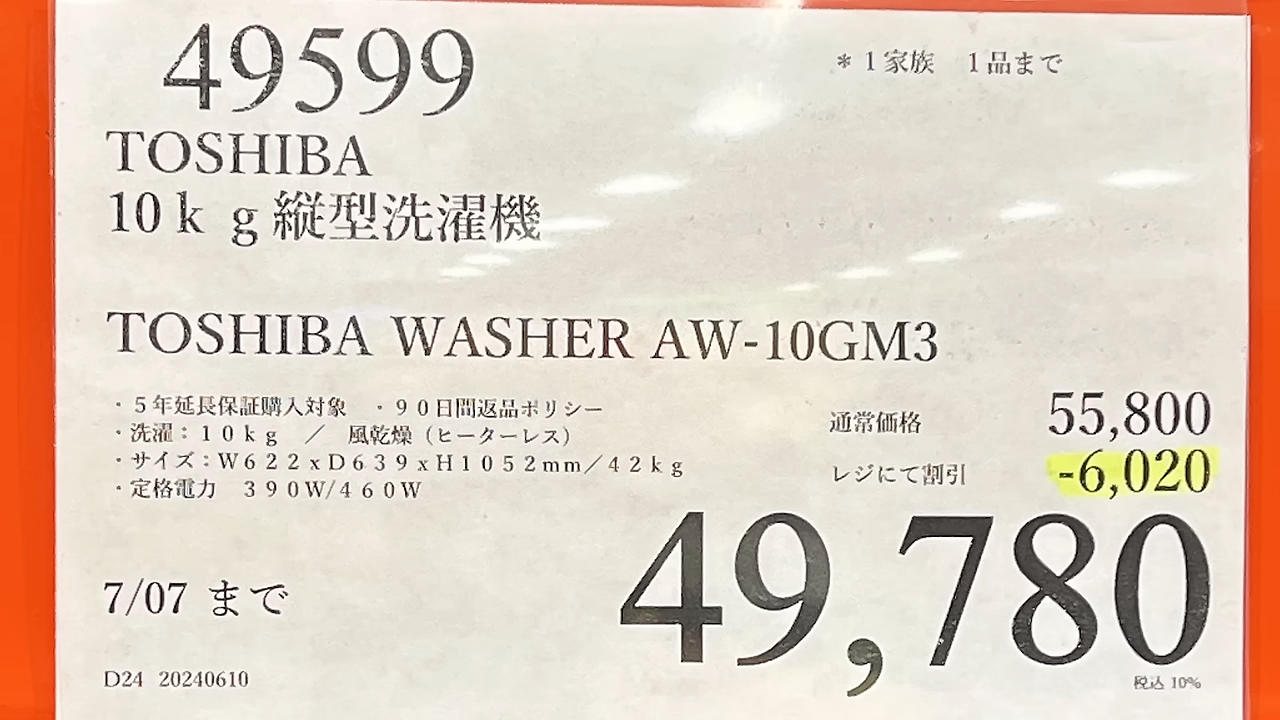 49599
＊１家族　１品まで
TOSHIBA
10ｋｇ縦型洗濯機
TOSHIBA WASHER AW-10GM3
・５年延長保証購入対象　・９０日間返品ポリシー
・洗濯：１０ｋｇ　／　風乾燥（ヒーターレス）
・サイズ：Ｗ６２２ｘＤ６３９ｘＨ１０５２mm／４２ｋｇ
・定格電力　３９０W/４６０W
通常価格 55,800
レジにて割引 -6,020
49,780
7/07 まで
D24 20240610
税込 10%